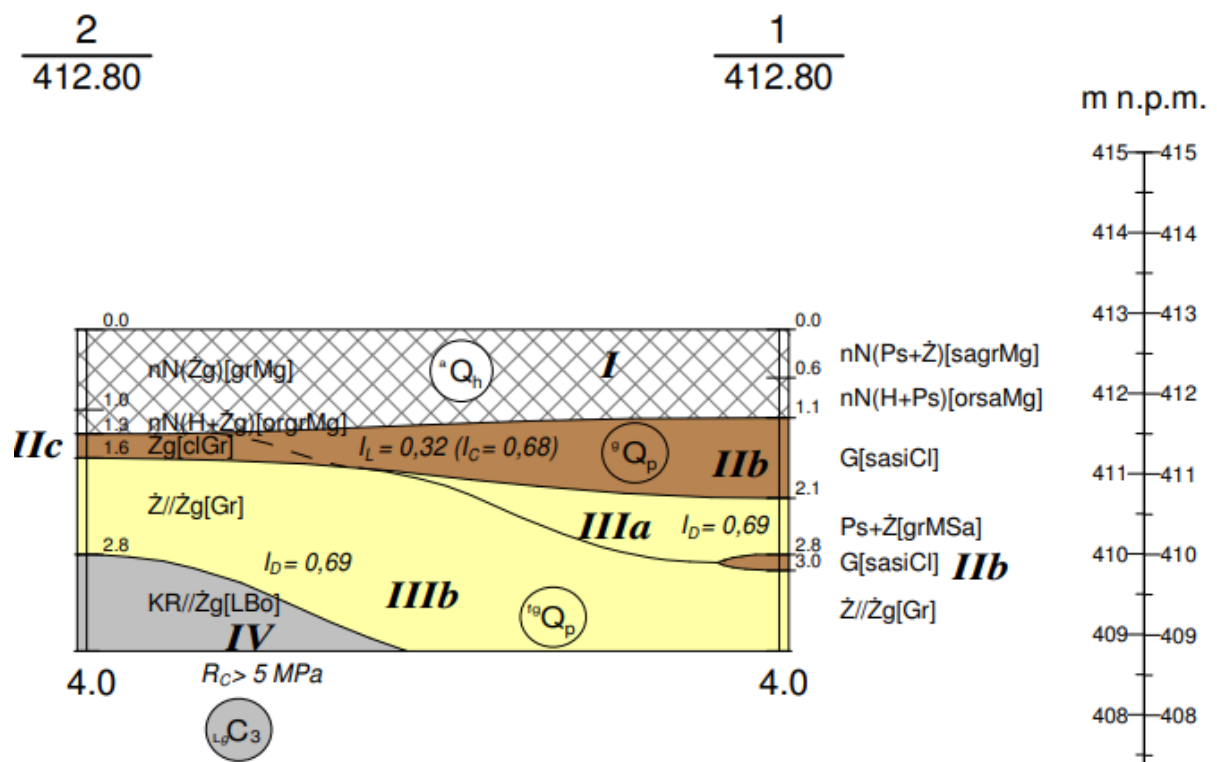 2
412.80
1
412.80
m n.p.m.
415 415
414 414
413 413
412 412
411 411
410 410
409 409
408 408
0.0
1.0
1.3
1.6
2.8
4.0
nN(Żg)[grMg]
nN(H+Żg)[orgrMg]
Żg[clGr]
Ż//Żg[Gr]
KR//Żg[LBo]
IIc
I
IIb
IIIa
IIIb
IV
aQh
gQp
fgQp
LgC3
IL = 0,32 (IC = 0,68)
ID = 0,69
ID = 0,69
RC > 5 MPa
0.0
0.6
1.1
2.1
2.8
3.0
4.0
nN(Ps+Ż)[sagrMg]
nN(H+Ps)[orsaMg]
G[sasiCl]
Ps+Ż[grMSa]
G[sasiCl] IIb
Ż//Żg[Gr]